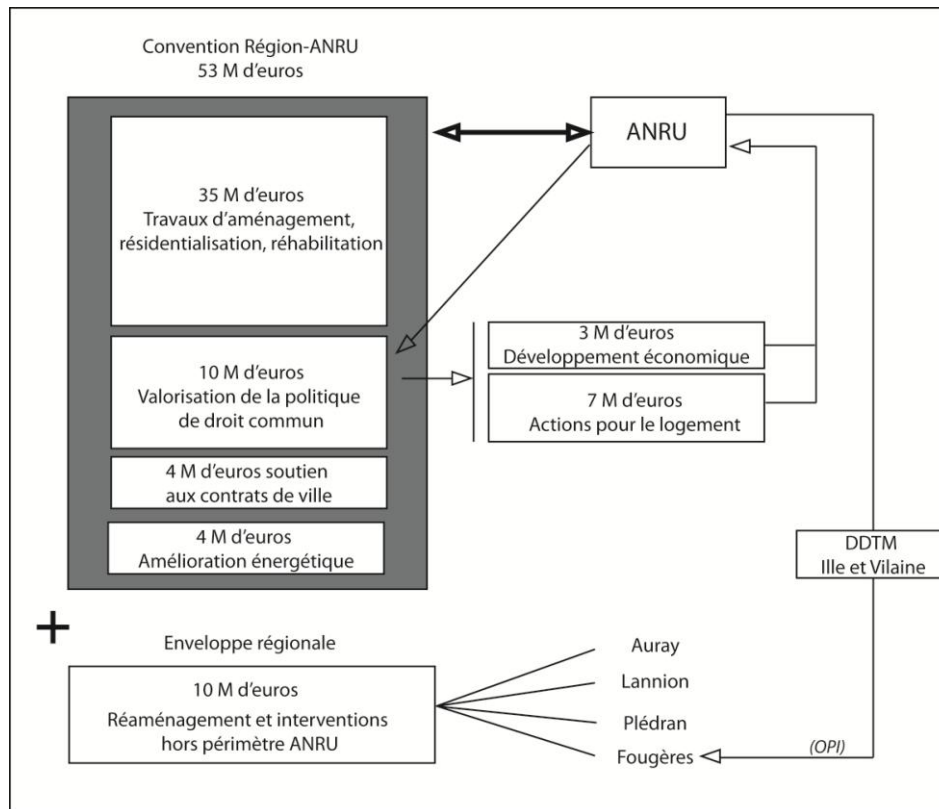 Convention Région-ANRU
53 M d'euros
35 M d'euros
Travaux d'aménagement,
résidentialisation, réhabilitation
10 M d'euros
Valorisation de la politique
de droit commun
4 M d'euros soutien
aux contrats de ville
4 M d'euros
Amélioration énergétique
ANRU
3 M d'euros
Développement économique
7 M d'euros
Actions pour le logement
DDTM
Ille et Vilaine
+
Enveloppe régionale
10 M d'euros
Réaménagement et interventions
hors périmètre ANRU
Auray
Lannion
Plédran
Fougères
(OPI)